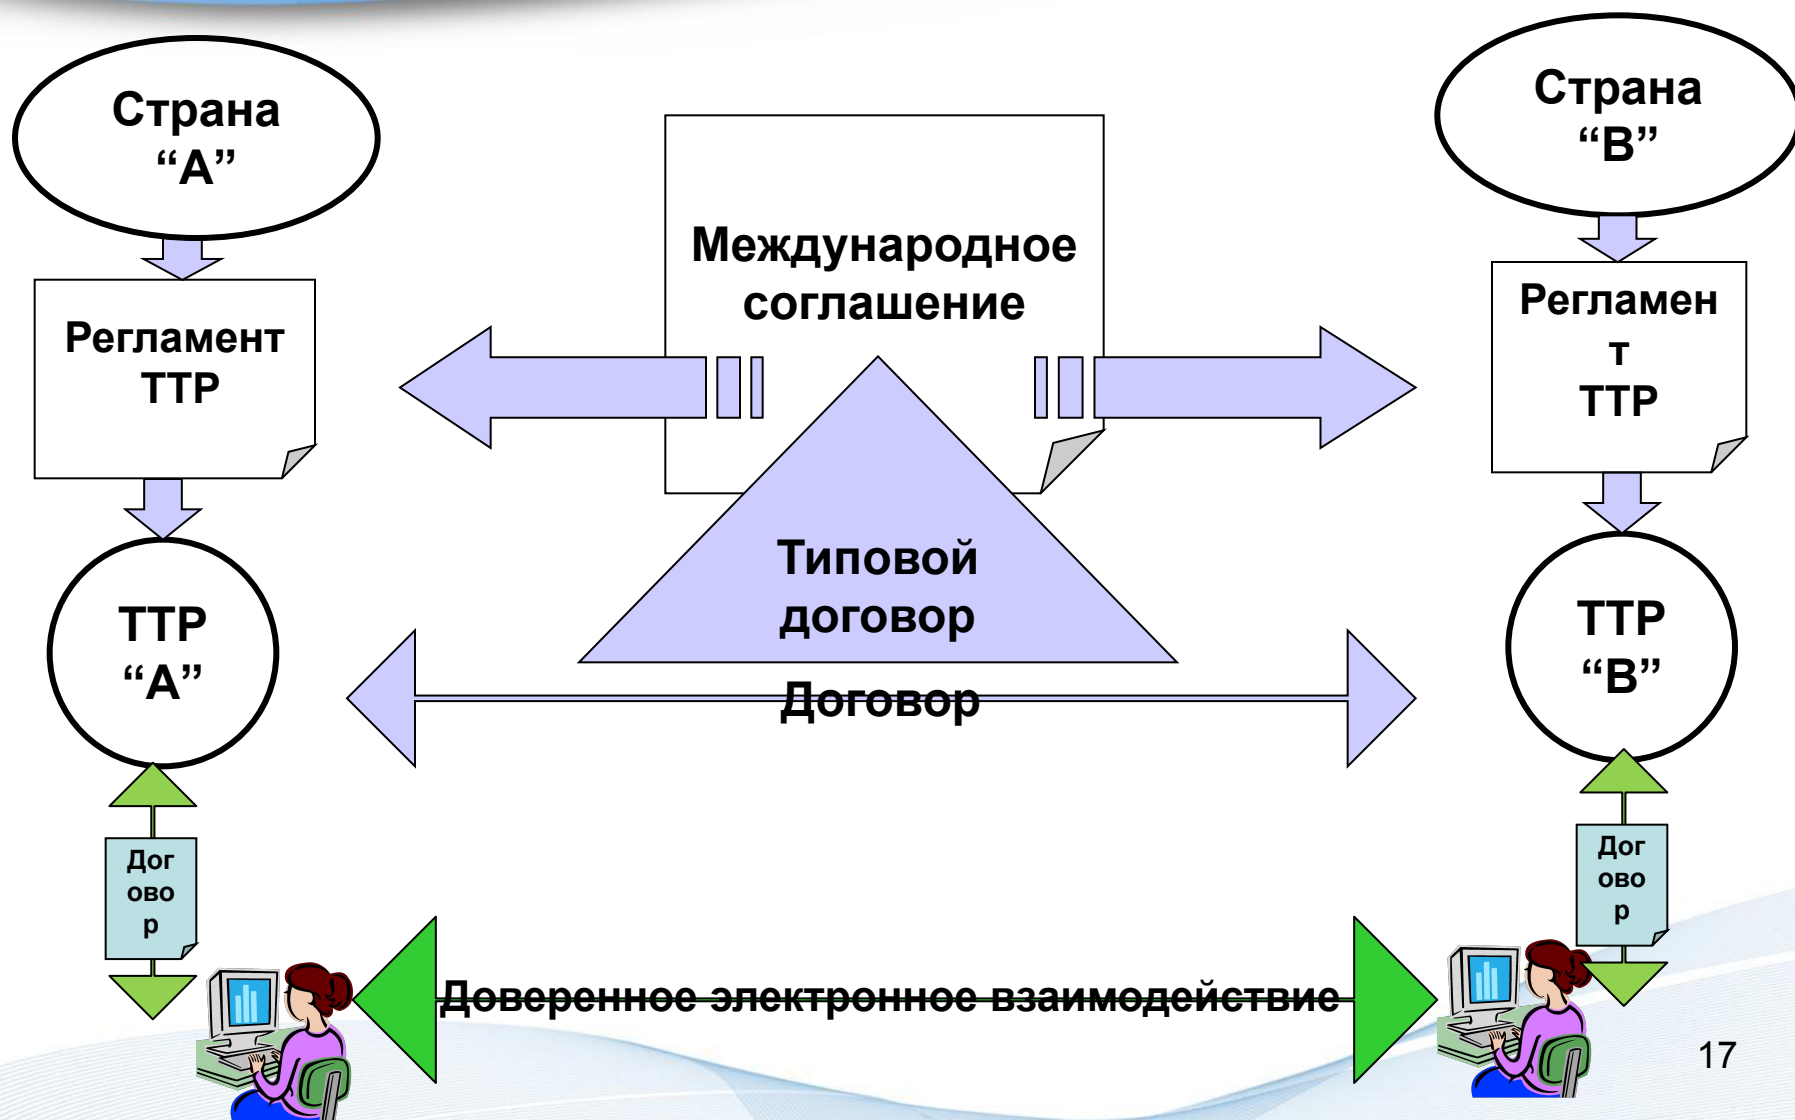 Страна
“А”
Регламент
ТТР
ТТР
“А”
Дог
ово
р
Международное
соглашение
Типовой
договор
Договор
Доверенное электронное взаимодействие
Страна
“В”
Регламен
т
ТТР
ТТР
“В”
Дог
ово
р
17